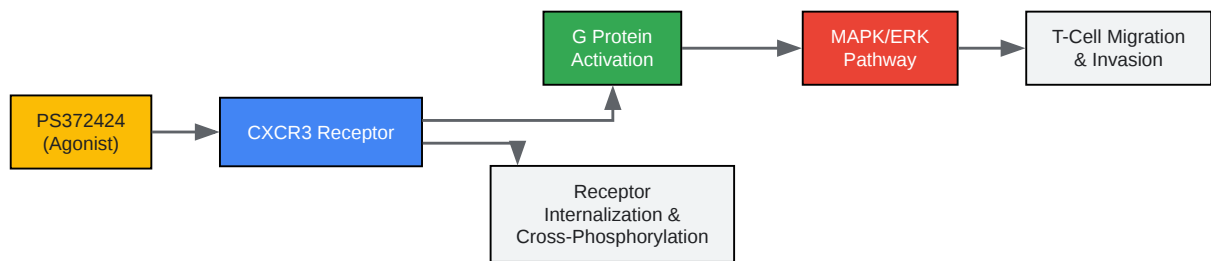 PS372424
(Agonist)
CXCR3 Receptor
G Protein
Activation
MAPK/ERK
Pathway
T-Cell Migration
& Invasion
Receptor
Internalization &
Cross-Phosphorylation